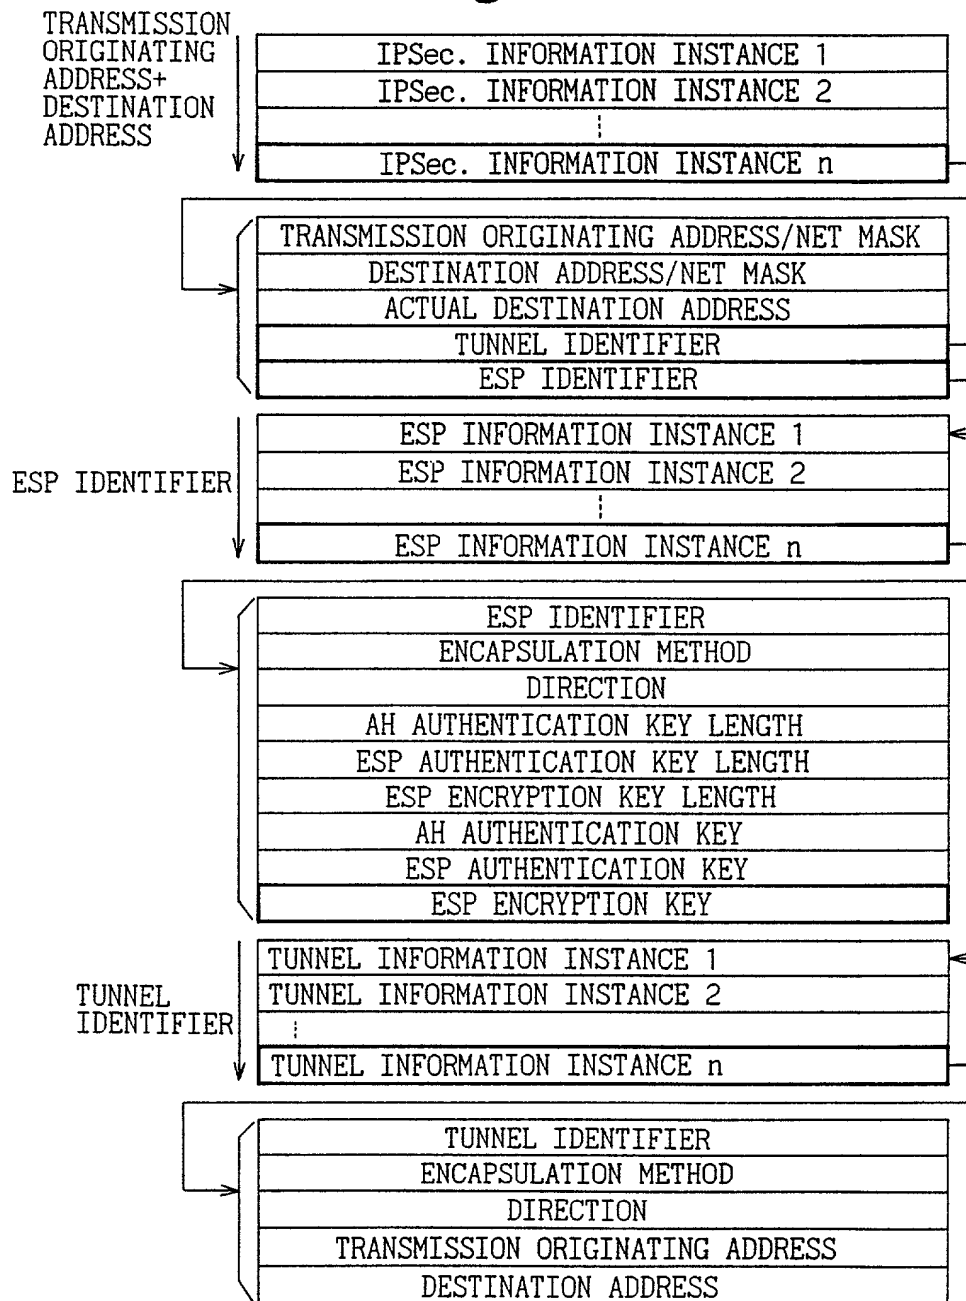 TRANSMISSION
ORIGINATING
ADDRESS+
DESTINATION
ADDRESS
IPSec. INFORMATION INSTANCE 1
IPSec. INFORMATION INSTANCE 2
IPSec. INFORMATION INSTANCE n
TRANSMISSION ORIGINATING ADDRESS/NET MASK
DESTINATION ADDRESS/NET MASK
ACTUAL DESTINATION ADDRESS
TUNNEL IDENTIFIER
ESP IDENTIFIER
ESP IDENTIFIER
ESP INFORMATION INSTANCE 1
ESP INFORMATION INSTANCE 2
ESP INFORMATION INSTANCE n
ESP IDENTIFIER
ENCAPSULATION METHOD
DIRECTION
AH AUTHENTICATION KEY LENGTH
ESP AUTHENTICATION KEY LENGTH
ESP ENCRYPTION KEY LENGTH
AH AUTHENTICATION KEY
ESP AUTHENTICATION KEY
ESP ENCRYPTION KEY
TUNNEL
IDENTIFIER
TUNNEL INFORMATION INSTANCE 1
TUNNEL INFORMATION INSTANCE 2
TUNNEL INFORMATION INSTANCE n
TUNNEL IDENTIFIER
ENCAPSULATION METHOD
DIRECTION
TRANSMISSION ORIGINATING ADDRESS
DESTINATION ADDRESS